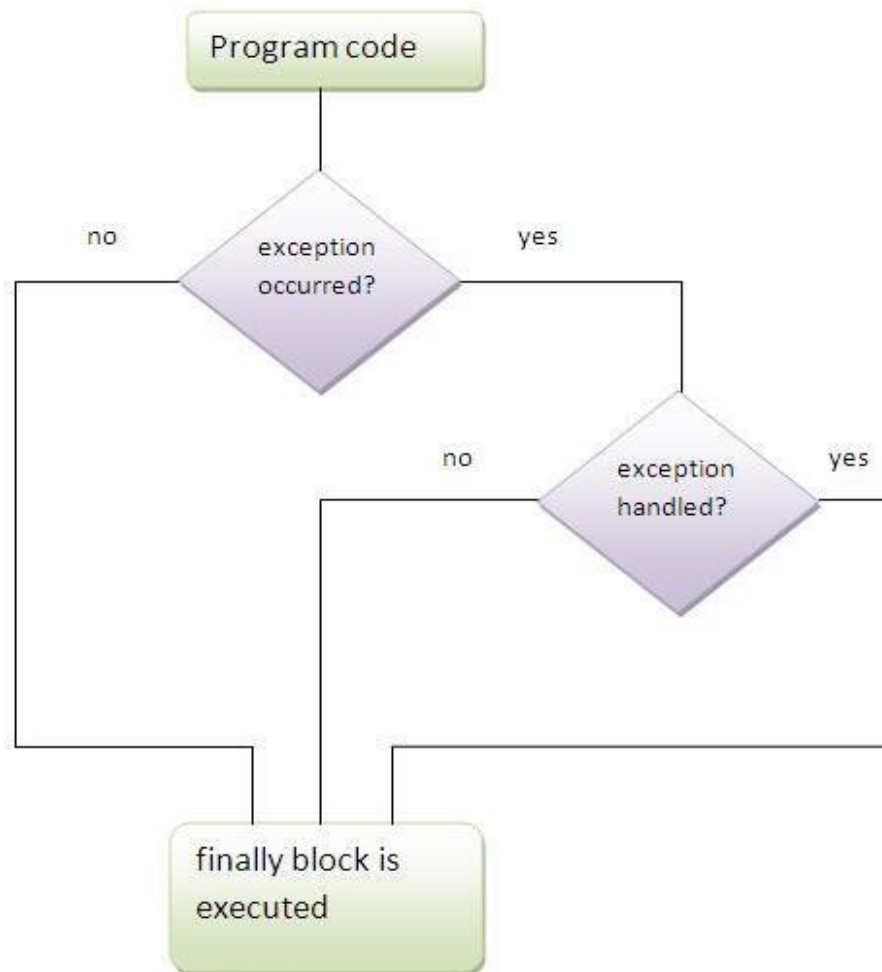 Program code
no
yes
exception
occurred?
no
yes
exception
handled?
finally block is
executed